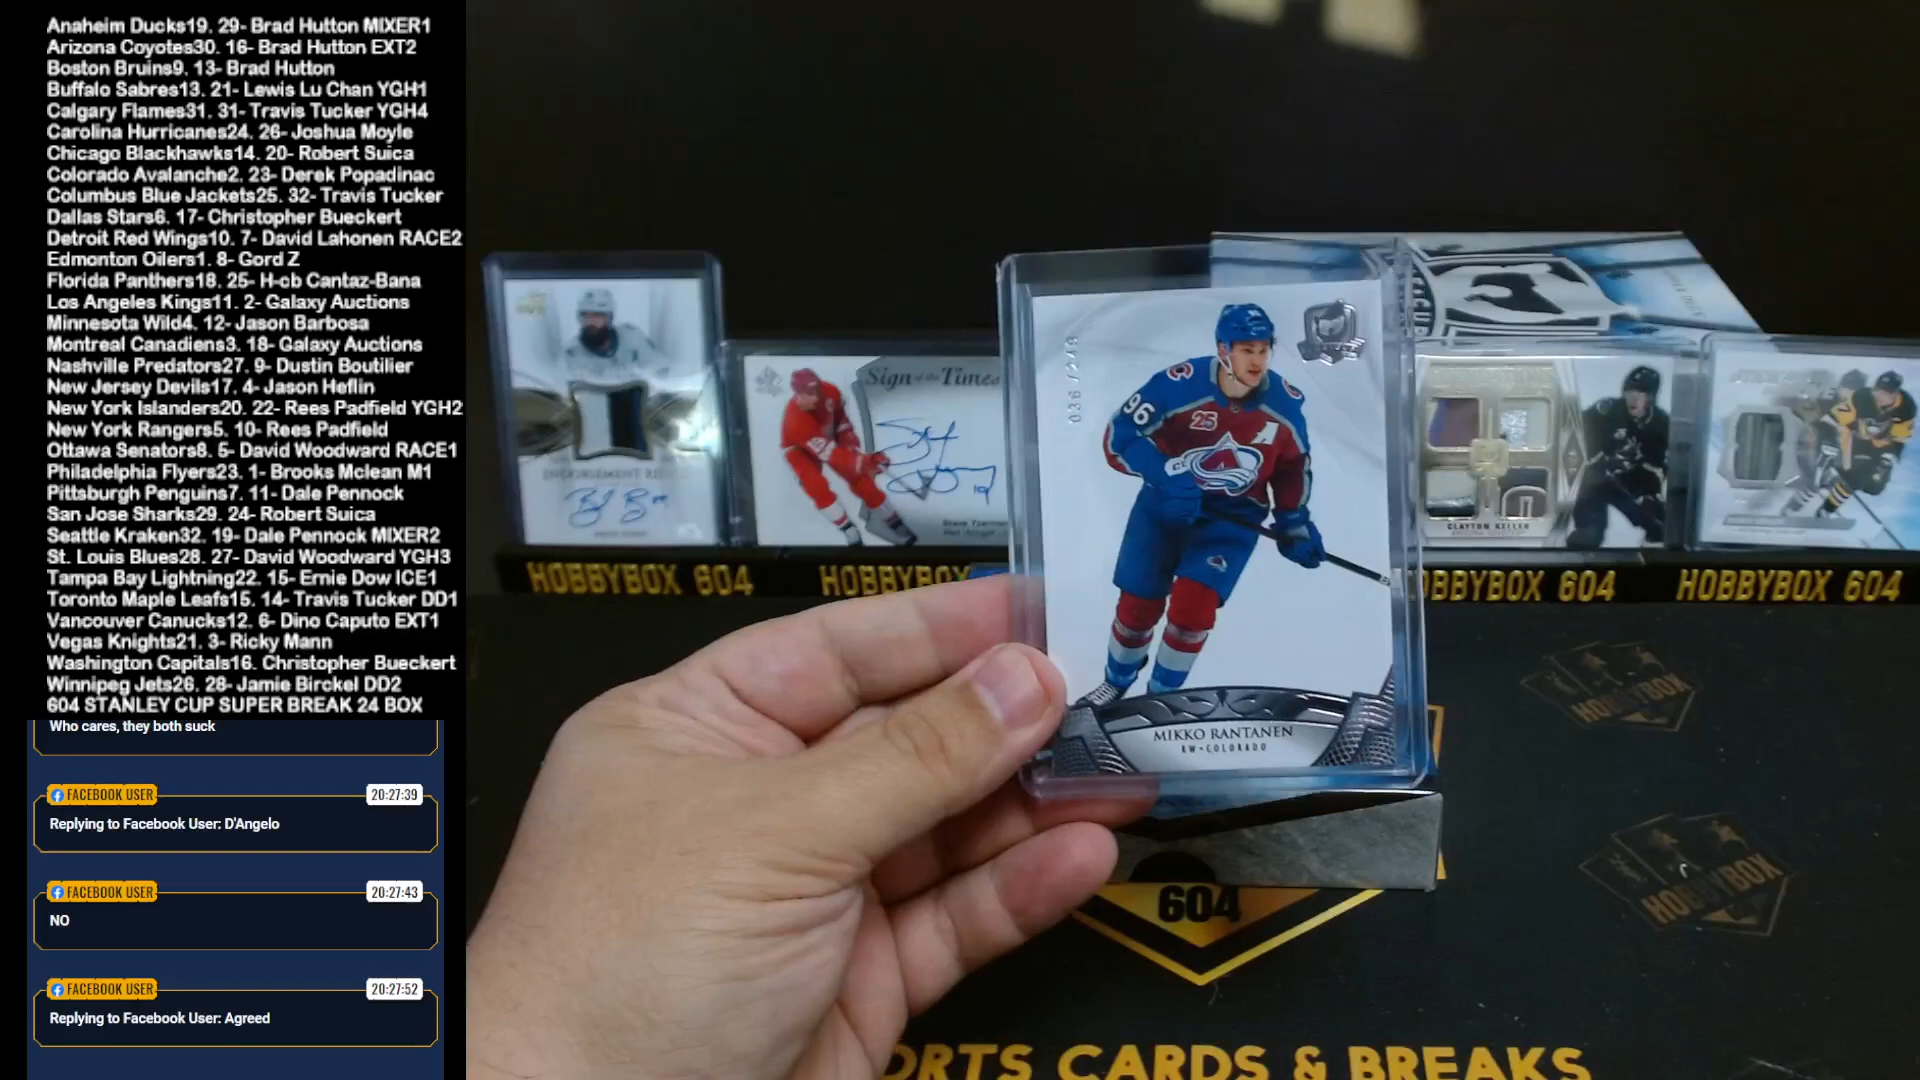 Anaheim Ducks19. 29- Brad Hutton MIXER1
Arizona Coyotes30. 16- Brad Hutton EXT2
Boston Bruins9. 13- Brad Hutton
Buffalo Sabres13. 21- Lewis Lu Chan YGH1
Calgary Flames31. 31- Travis Tucker YGH4
Carolina Hurricanes24. 26- Joshua Moyle
Chicago Blackhawks14. 20- Robert Suica
Colorado Avalanche2. 23- Derek Popadinac
Columbus Blue Jackets25. 32- Travis Tucker
Dallas Stars6. 17- Christopher Bueckert
Detroit Red Wings10. 7- David Lahonen RACE2
Edmonton Oilers1. 8- Gord Z
Florida Panthers18. 25- H-cb Cantaz-Bana
Los Angeles Kings11. 2- Galaxy Auctions
Minnesota Wild4. 12- Jason Barbosa
Montreal Canadiens3. 18- Galaxy Auctions
Nashville Predators27. 9- Dustin Boutilier
New Jersey Devils17. 4- Jason Heflin
New York Islanders20. 22- Rees Padfield YGH2
New York Rangers5. 10- Rees Padfield
Ottawa Senators8. 5- David Woodward RACE1
Philadelphia Flyers23. 1- Brooks Mclean M1
Pittsburgh Penguins7. 11- Dale Pennock
San Jose Sharks29. 24- Robert Suica
Seattle Kraken32. 19- Dale Pennock MIXER2
St. Louis Blues28. 27- David Woodward YGH3
Tampa Bay Lightning22. 15- Ernie Dow ICE1
Toronto Maple Leafs15. 14- Travis Tucker DD1
Vancouver Canucks12. 6- Dino Caputo EXT1
Vegas Knights21. 3- Ricky Mann
Washington Capitals16. Christopher Bueckert
Winnipeg Jets26. 28- Jamie Birckel DD2
604 STANLEY CUP SUPER BREAK 24 BOX
Who cares, they both suck
FACEBOOK USER 20:27:39
Replying to Facebook User: D'Angelo
FACEBOOK USER 20:27:43
NO
FACEBOOK USER 20:27:52
Replying to Facebook User: Agreed
Sign of the Times
96
25
A
MIKKO RANTANEN
RW • COLORADO
CLAYTON KELLER
HOBBYBOX 604
HOBBYBOX
OBBYBOX 604
HOBBYBOX 604
HOBBYBOX
HOBBYBOX
604
ORTS CARDS & BREAKS